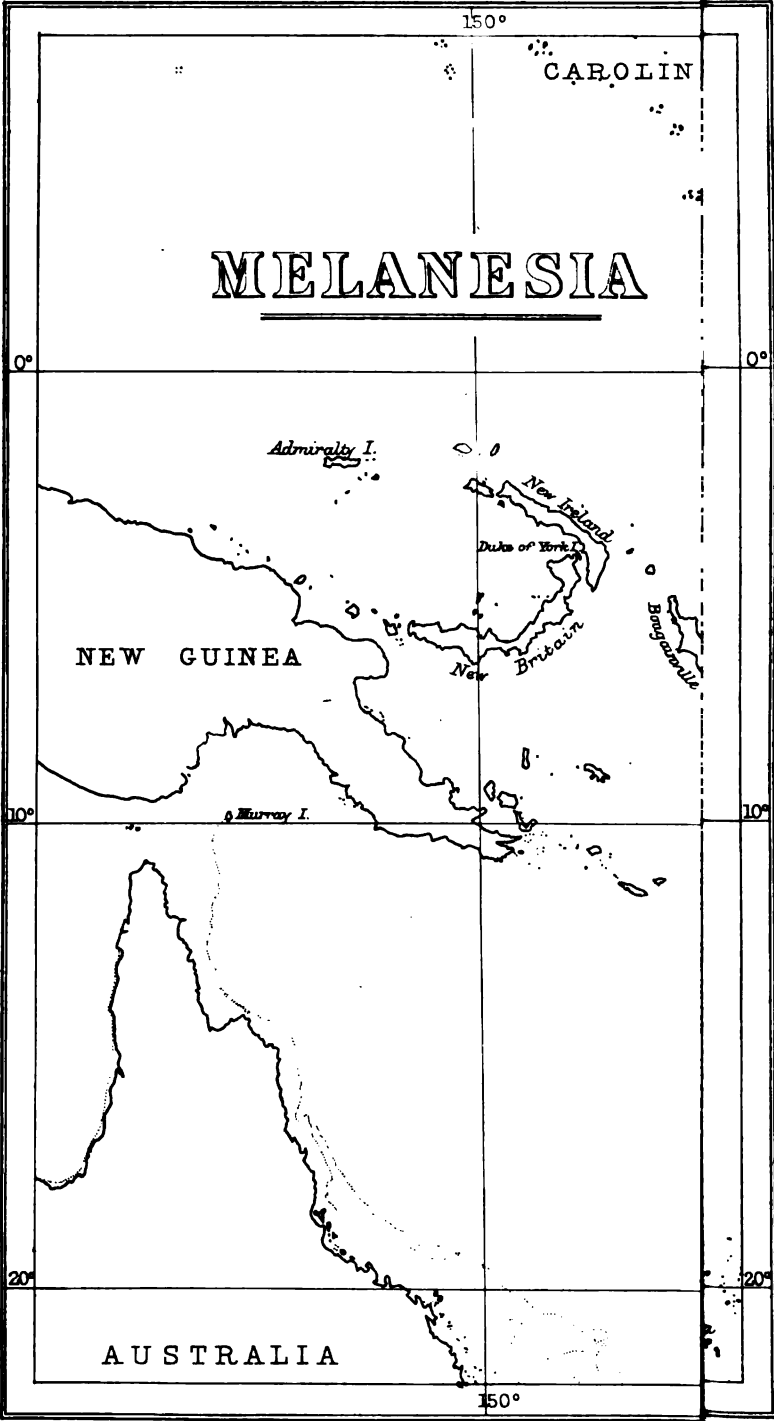 150°
CAROLIN
MELANESIA
0°
0°
Admiralty I.
New Ireland
Duke of York I.
Bougainville
NEW GUINEA
New Britain
Murray I.
10°
10°
20°
20°
AUSTRALIA
150°